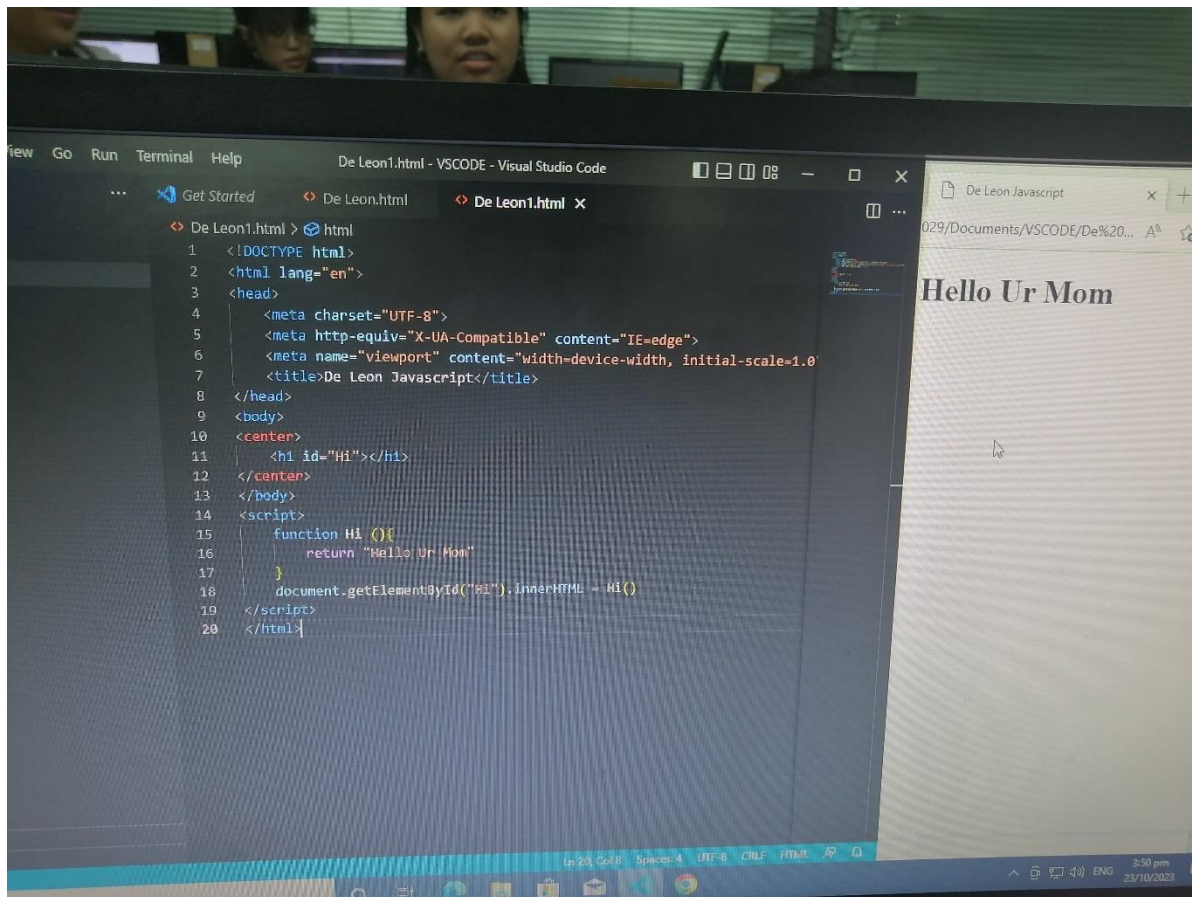 View Go Run Terminal Help De Leon1.html - VSCODE - Visual Studio Code
... Get Started <> De Leon.html <> De Leon1.html ×
<> De Leon1.html > html
1 <!DOCTYPE html>
2 <html lang="en">
3 <head>
4 <meta charset="UTF-8">
5 <meta http-equiv="X-UA-Compatible" content="IE=edge">
6 <meta name="viewport" content="width=device-width, initial-scale=1.0"
7 <title>De Leon Javascript</title>
8 </head>
9 <body>
10 <center>
11 <h1 id="Hi"></h1>
12 </center>
13 </body>
14 <script>
15 function Hi (){
16 return "Hello Ur Mom"
17 }
18 document.getElementById("Hi").innerHTML = Hi()
19 </script>
20 </html>
Ln 20, Col 8 Spaces: 4 UTF-8 CRLF HTML
De Leon Javascript
029/Documents/VSCODE/De%20...
Hello Ur Mom
ENG 3:50 pm
23/10/2023